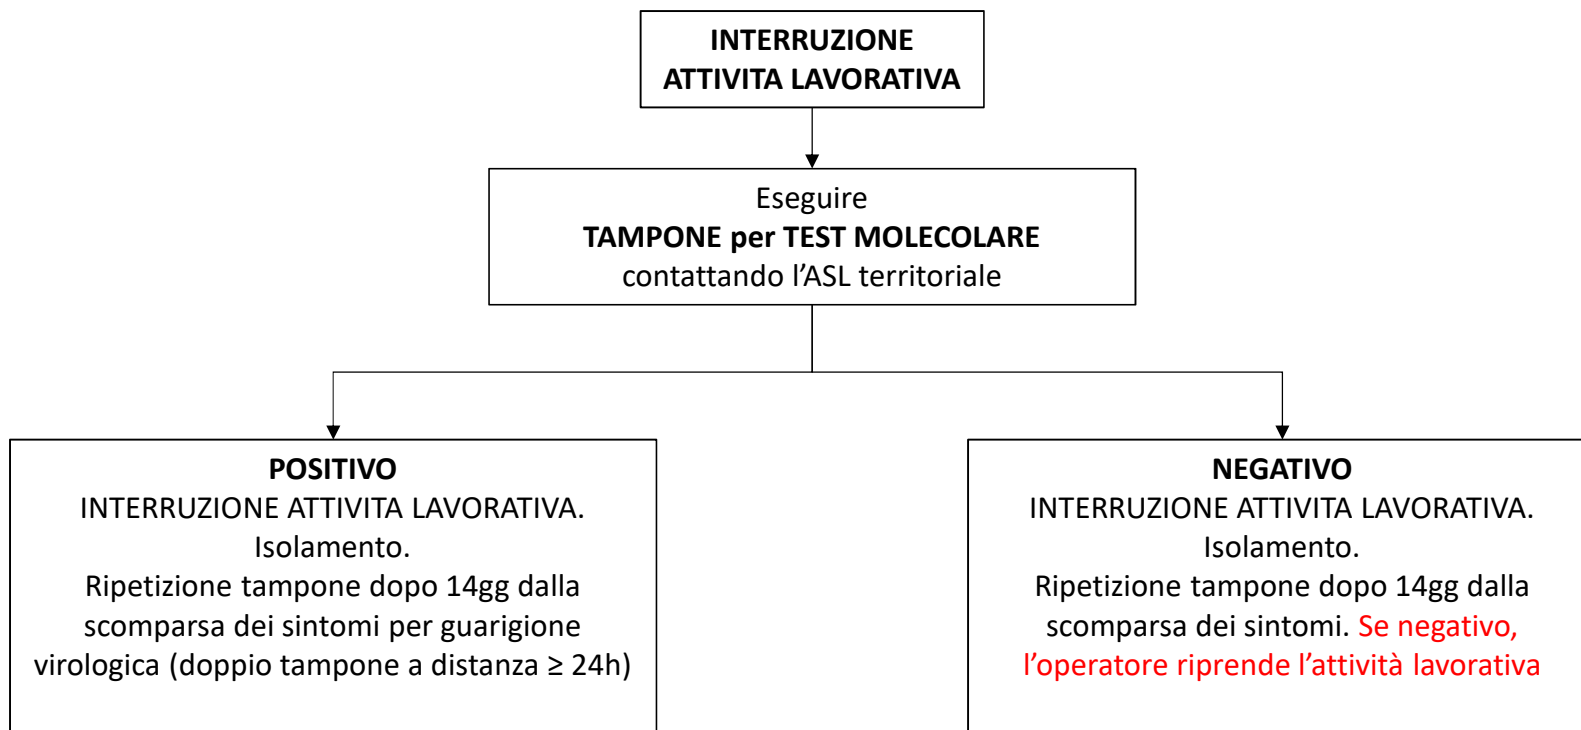 INTERRUZIONE
ATTIVITA LAVORATIVA
Eseguire
TAMPONE per TEST MOLECOLARE
contattando l’ASL territoriale
POSITIVO
INTERRUZIONE ATTIVITA LAVORATIVA.
Isolamento.
Ripetizione tampone dopo 14gg dalla
scomparsa dei sintomi per guarigione
virologica (doppio tampone a distanza ≥ 24h)
NEGATIVO
INTERRUZIONE ATTIVITA LAVORATIVA.
Isolamento.
Ripetizione tampone dopo 14gg dalla
scomparsa dei sintomi. Se negativo,
l’operatore riprende l’attività lavorativa